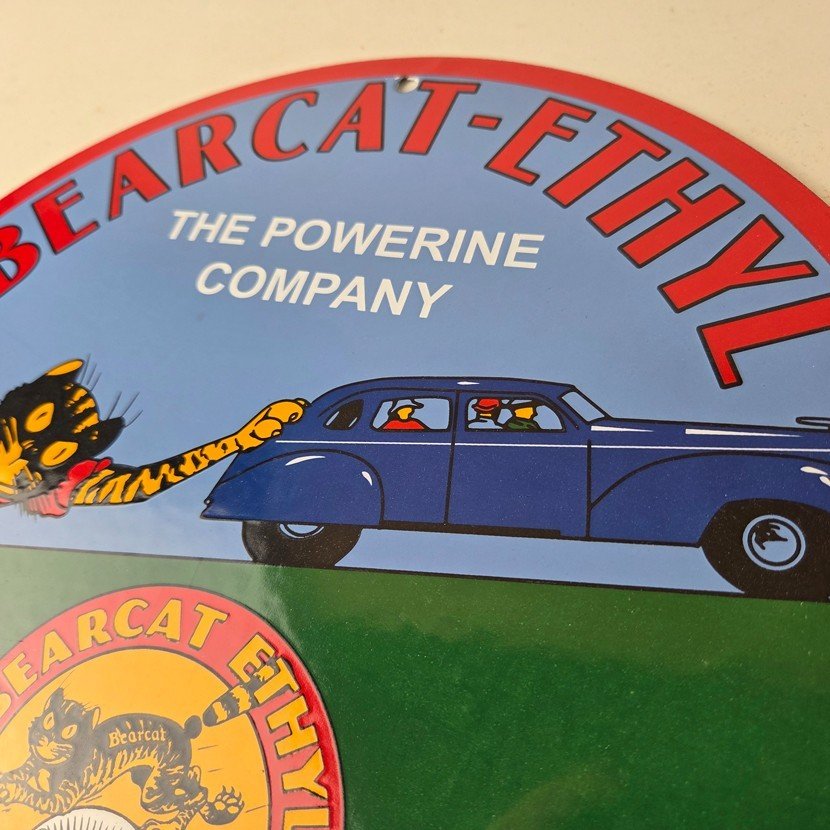 BEARCAT-ETHYL
THE POWERINE
COMPANY
BEARCAT ETHYL
Bearcat